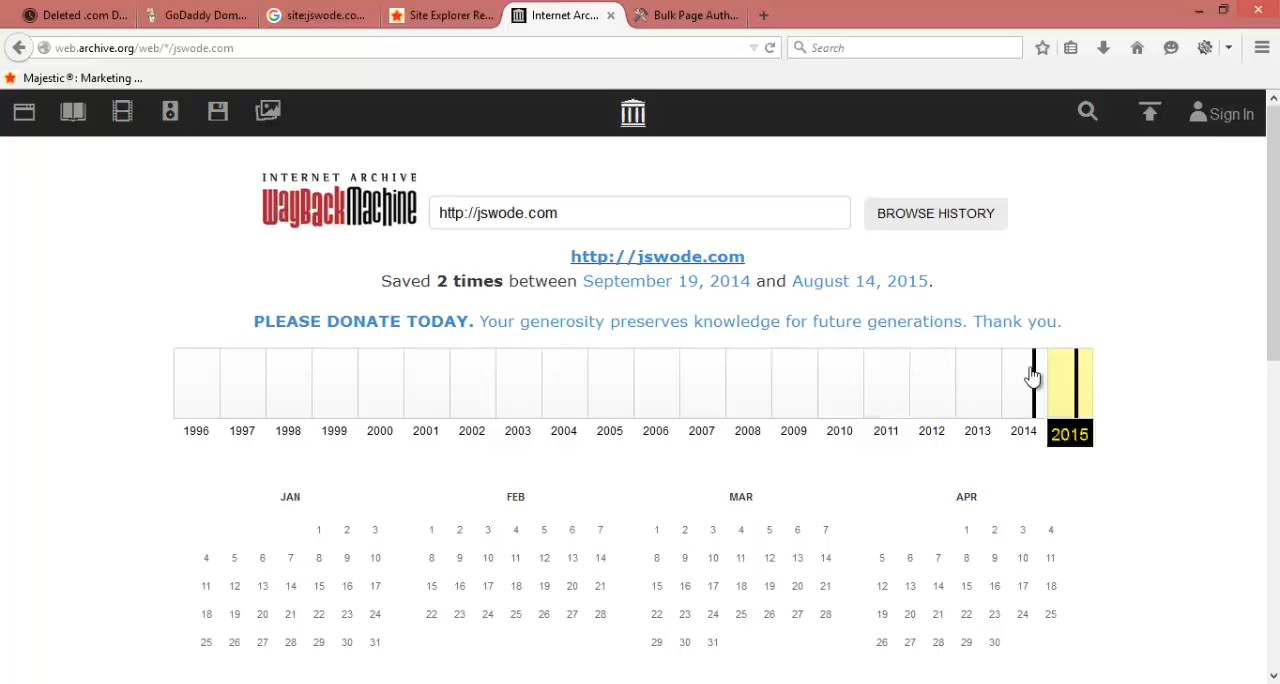 Deleted .com D...
GoDaddy Dom...
site:jswode.co...
Site Explorer Re...
Internet Arc...
Bulk Page Auth...
web.archive.org/web/*/jswode.com
Search
Majestic®: Marketing ...
Sign In
INTERNET ARCHIVE
WayBackMachine
http://jswode.com
BROWSE HISTORY
http://jswode.com
Saved 2 times between September 19, 2014 and August 14, 2015.
PLEASE DONATE TODAY. Your generosity preserves knowledge for future generations. Thank you.
1996 1997 1998 1999 2000 2001 2002 2003 2004 2005 2006 2007 2008 2009 2010 2011 2012 2013 2014 2015
JAN FEB MAR APR
1 2 3 1 2 3 4 5 6 7 1 2 3 4 5 6 7 1 2 3 4
4 5 6 7 8 9 10 8 9 10 11 12 13 14 8 9 10 11 12 13 14 5 6 7 8 9 10 11
11 12 13 14 15 16 17 15 16 17 18 19 20 21 15 16 17 18 19 20 21 12 13 14 15 16 17 18
18 19 20 21 22 23 24 22 23 24 25 26 27 28 22 23 24 25 26 27 28 19 20 21 22 23 24 25
25 26 27 28 29 30 31 29 30 31 26 27 28 29 30